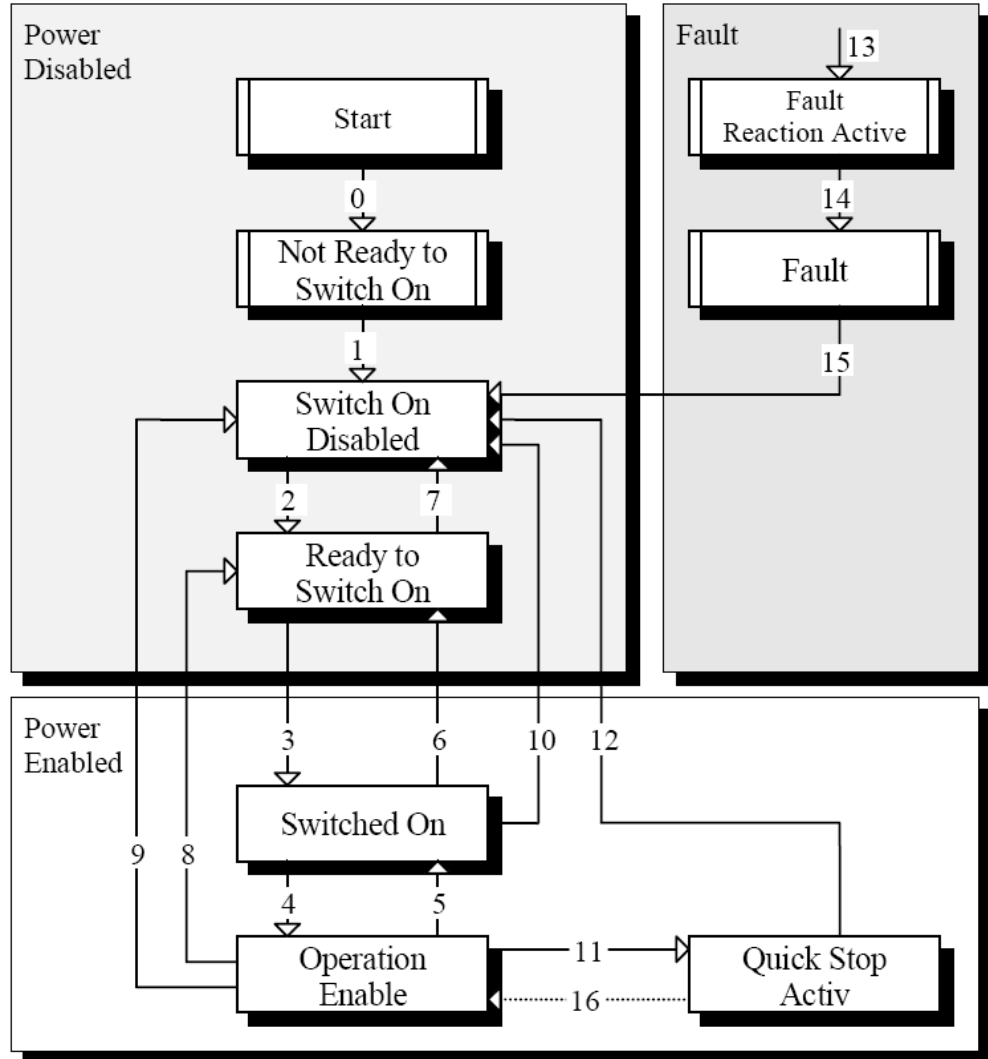 Power
Disabled
Start
0
Not Ready to
Switch On
1
Switch On
Disabled
2
7
Ready to
Switch On
Fault
13
Fault
Reaction Active
14
Fault
15
Power
Enabled
3
6
10
12
Switched On
9
8
4
5
Operation
Enable
11
16
Quick Stop
Activ